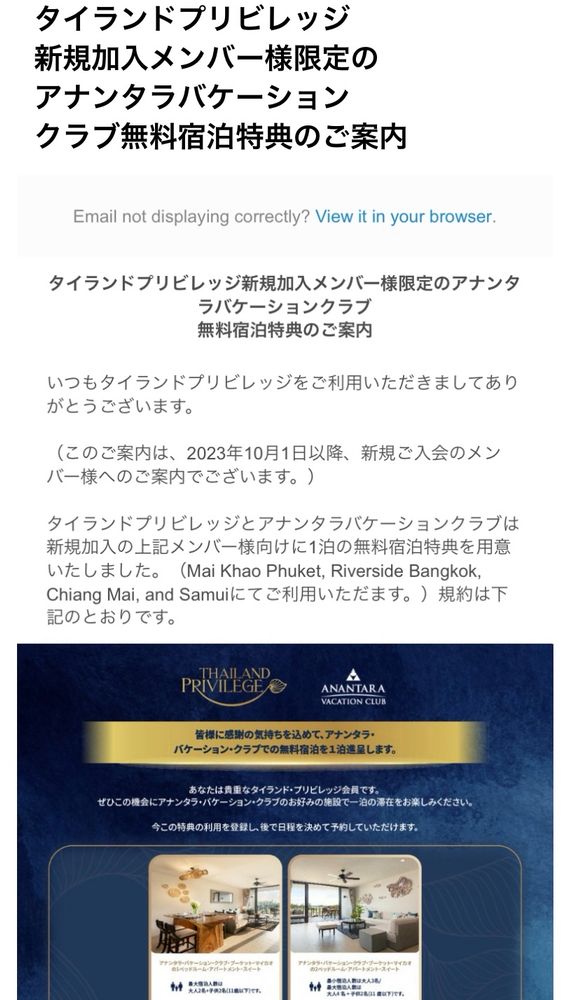 タイランドプリビレッジ
新規加入メンバー様限定の
アナンタラバケーション
クラブ無料宿泊特典のご案内
Email not displaying correctly? View it in your browser.
タイランドプリビレッジ新規加入メンバー様限定のアナンタ
ラバケーションクラブ
無料宿泊特典のご案内
いつもタイランドプリビレッジをご利用いただきましてあり
がとうございます。
（このご案内は、2023年10月1日以降、新規ご入会のメン
バー様へのご案内でございます。）
タイランドプリビレッジとアナンタラバケーションクラブは
新規加入の上記メンバー様向けに1泊の無料宿泊特典を用意
いたしました。（Mai Khao Phuket, Riverside Bangkok,
Chiang Mai, and Samuiにてご利用いただます。）規約は下
記のとおりです。
THAILAND
PRIVILEGE
ANANTARA
VACATION CLUB
皆様に感謝の気持ちを込めて、アナンタラ・
バケーション・クラブでの無料宿泊を1泊進呈します。
あなたは貴重なタイランド・プリビレッジ会員です。
ぜひこの機会にアナンタラ・バケーション・クラブのお好みの施設で一泊の滞在をお楽しみください。
今この特典の利用を登録し、後で日程を決めて予約していただけます。
アナンタラ・バケーション・クラブ・プーケット・マイカオ
の1ベッドルーム・アパートメント・スイート
最大宿泊人数は
大人2名+子供2名(11歳以下)です。
アナンタラ・バケーション・クラブ・プーケット・マイカオ
の2ベッドルーム・アパートメント・スイート
最小宿泊人数は大人3名/
最大宿泊人数は
大人4名+子供2名(11歳以下)です。